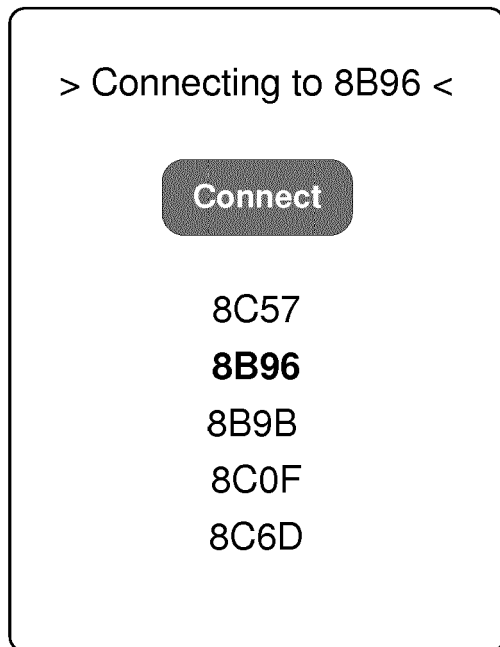 > Connecting to 8B96 <
Connect
8C57
8B96
8B9B
8C0F
8C6D